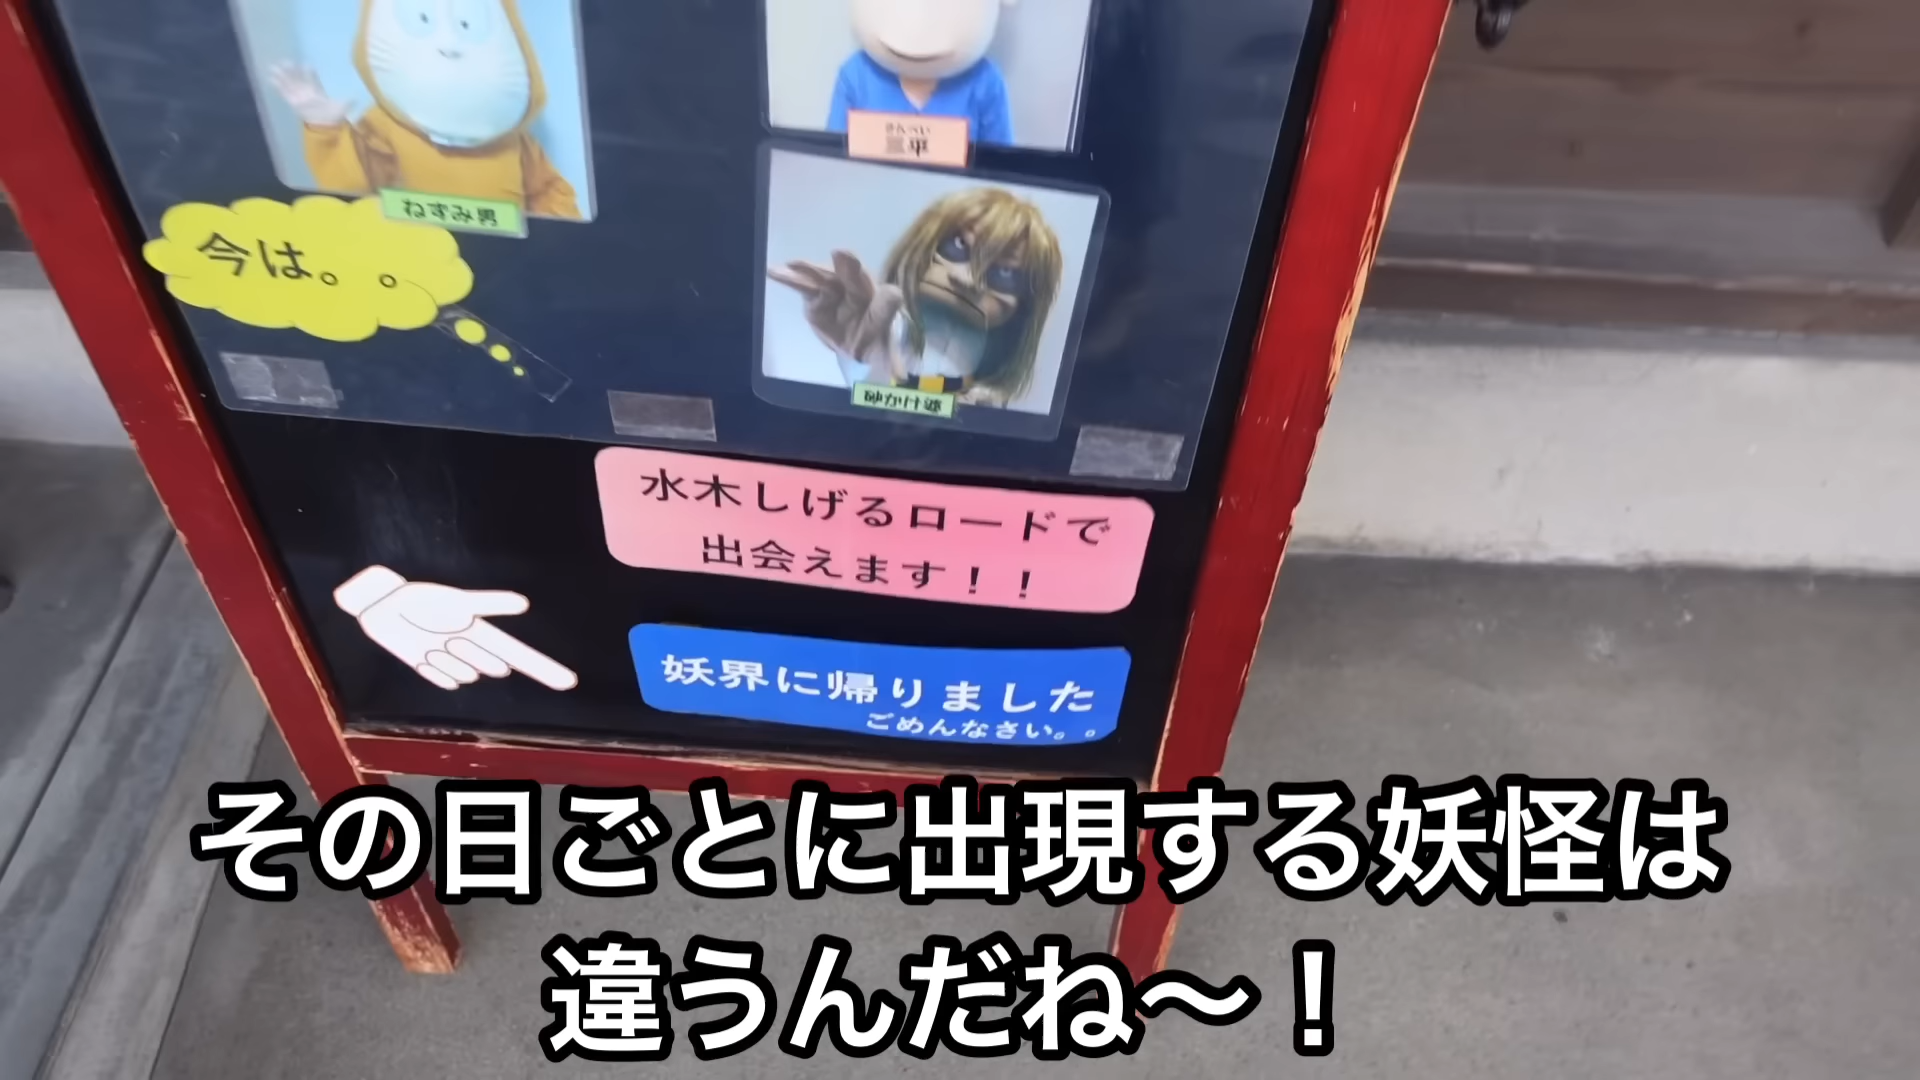 さんぺい
三平
ねずみ男
今は。。
砂かけ婆
水木しげるロードで
出会えます！！
妖界に帰りました
ごめんなさい。。
その日ごとに出現する妖怪は
違うんだね～！